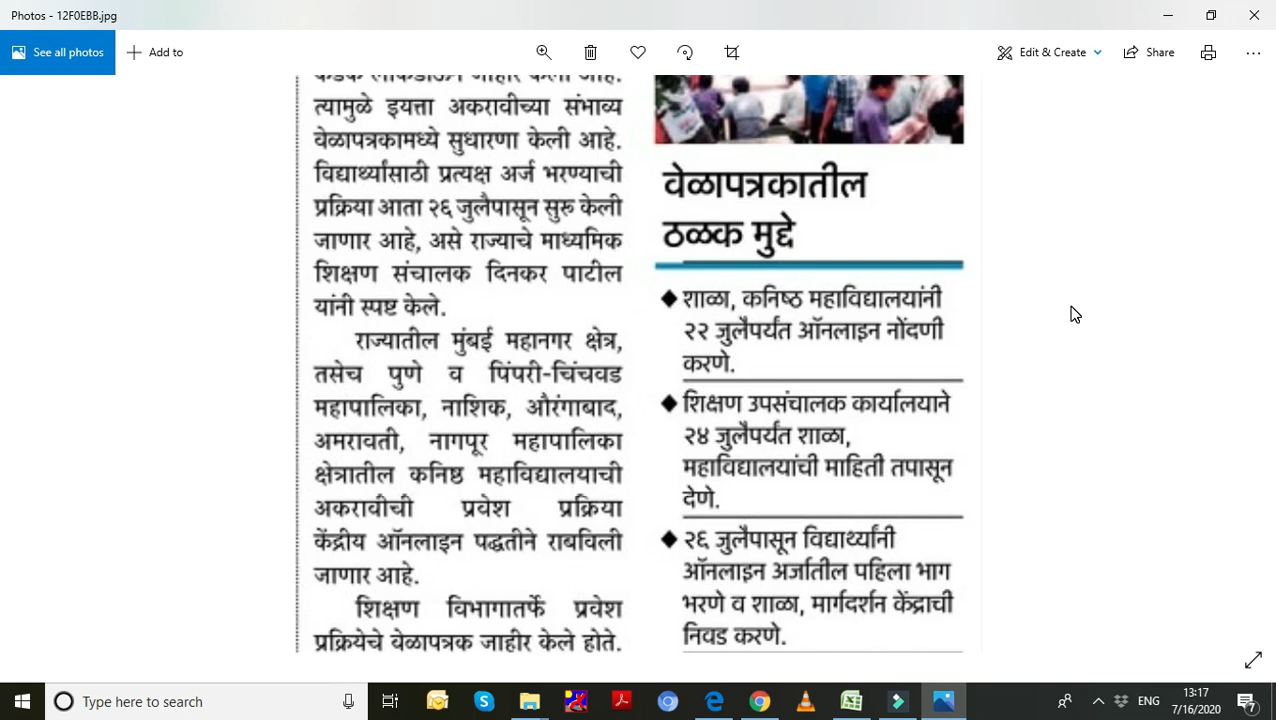 Photos - 12F0EBB.jpg
See all photos
Add to
Edit & Create
Share
कडक लॉकडाऊन जाहीर केला आहे.
त्यामुळे इयत्ता अकरावीच्या संभाव्य
वेळापत्रकामध्ये सुधारणा केली आहे.
विद्यार्थ्यांसाठी प्रत्यक्ष अर्ज भरण्याची
प्रक्रिया आता २६ जुलैपासून सुरू केली
जाणार आहे, असे राज्याचे माध्यमिक
शिक्षण संचालक दिनकर पाटील
यांनी स्पष्ट केले.
राज्यातील मुंबई महानगर क्षेत्र,
तसेच पुणे व पिंपरी-चिंचवड
महापालिका, नाशिक, औरंगाबाद,
अमरावती, नागपूर महापालिका
क्षेत्रातील कनिष्ठ महाविद्यालयाची
अकरावीची प्रवेश प्रक्रिया
केंद्रीय ऑनलाइन पद्धतीने राबविली
जाणार आहे.
शिक्षण विभागातर्फे प्रवेश
प्रक्रियेचे वेळापत्रक जाहीर केले होते.
वेळापत्रकातील
ठळक मुद्दे
◆ शाळा, कनिष्ठ महाविद्यालयांनी
२२ जुलैपर्यंत ऑनलाइन नोंदणी
करणे.
◆ शिक्षण उपसंचालक कार्यालयाने
२४ जुलैपर्यंत शाळा,
महाविद्यालयांची माहिती तपासून
देणे.
◆ २६ जुलैपासून विद्यार्थ्यांनी
ऑनलाइन अर्जातील पहिला भाग
भरणे व शाळा, मार्गदर्शन केंद्राची
निवड करणे.
Type here to search
ENG
13:17
7/16/2020
7